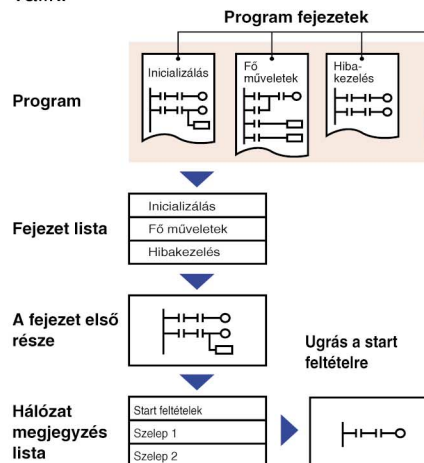 Program fejezetek
Inicializálás
Fő
műveletek
Hiba-
kezelés
Program
Fejezet lista
Inicializálás
Fő műveletek
Hibakezelés
A fejezet első
része
Ugrás a start
feltételre
Hálózat
megjegyzés
lista
Start feltételek
Szelep 1
Szelep 2